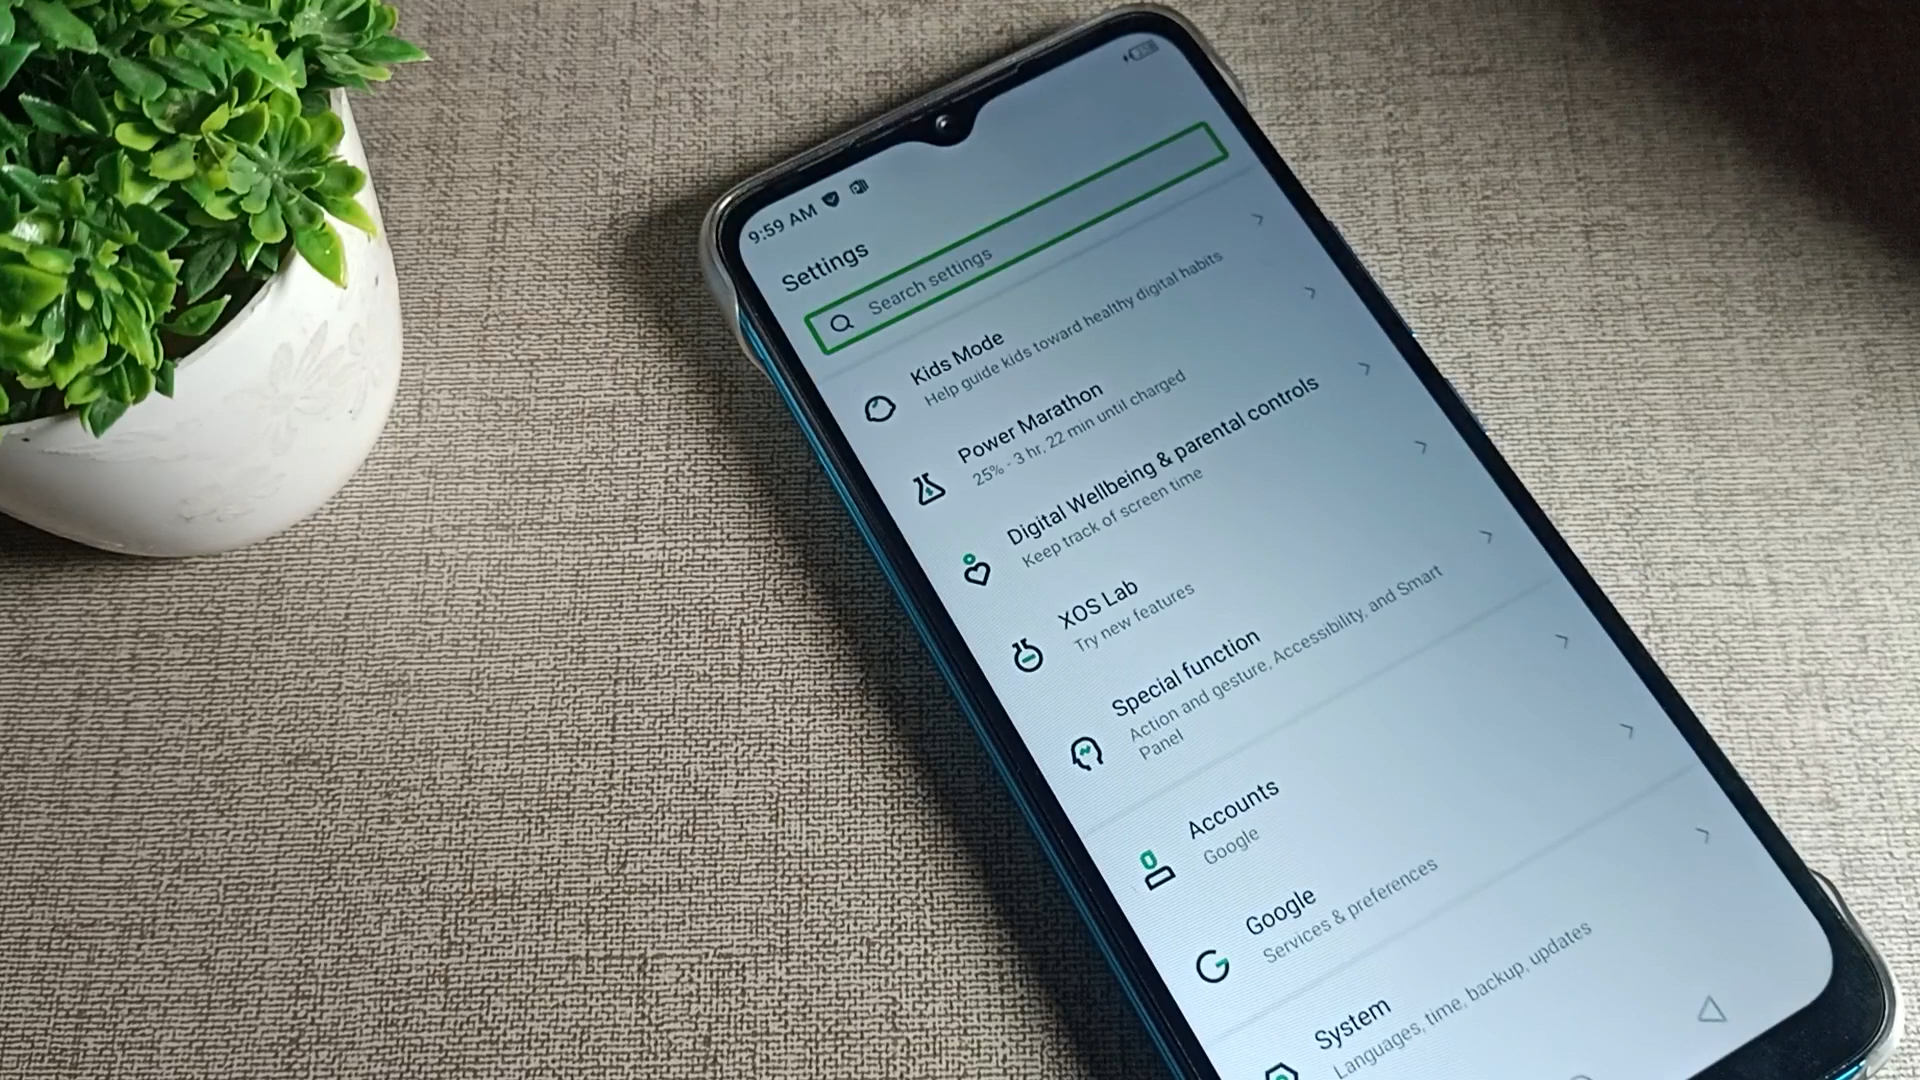 9:59 AM
Settings
Search settings
Kids Mode
Help guide kids toward healthy digital habits
Power Marathon
25% - 3 hr, 22 min until charged
Digital Wellbeing & parental controls
Keep track of screen time
XOS Lab
Try new features
Special function
Action and gesture, Accessibility, and Smart
Panel
Accounts
Google
Google
Services & preferences
System
Languages, time, backup, updates